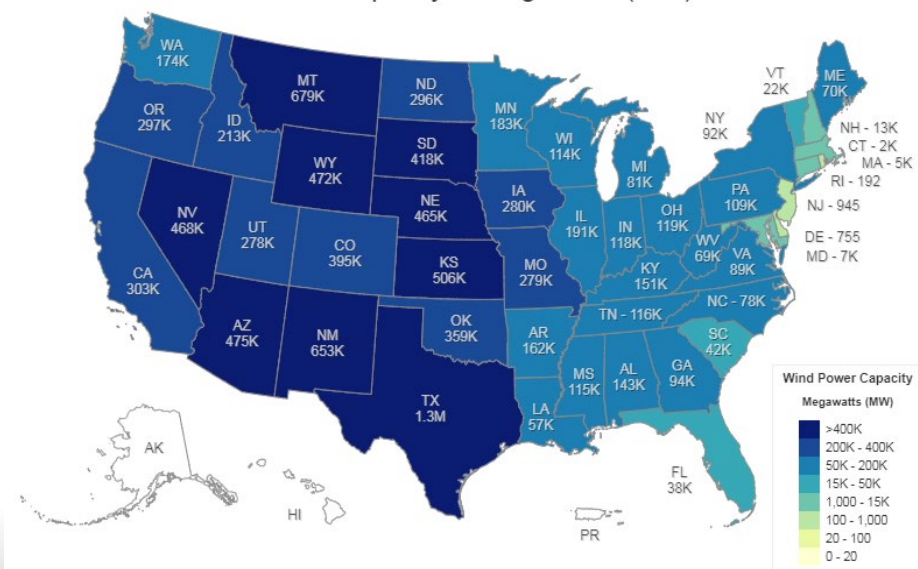 WA
174K
MT
679K
ND
296K
MN
183K
VT
22K
ME
70K
OR
297K
ID
213K
SD
418K
WI
114K
NY
92K
NH - 13K
CT - 2K
MA - 5K
RI - 192
WY
472K
MI
81K
NV
468K
NE
465K
IA
280K
PA
109K
NJ - 945
UT
278K
CO
395K
IL
191K
IN
118K
OH
119K
WV
69K
VA
89K
DE - 755
MD - 7K
CA
303K
KS
506K
MO
279K
KY
151K
NC - 78K
TN - 116K
AZ
475K
NM
653K
OK
359K
AR
162K
SC
42K
MS
115K
AL
143K
GA
94K
TX
1.3M
LA
57K
FL
38K
AK
HI
PR
Wind Power Capacity
Megawatts (MW)
>400K
200K - 400K
50K - 200K
15K - 50K
1,000 - 15K
100 - 1,000
20 - 100
0 - 20